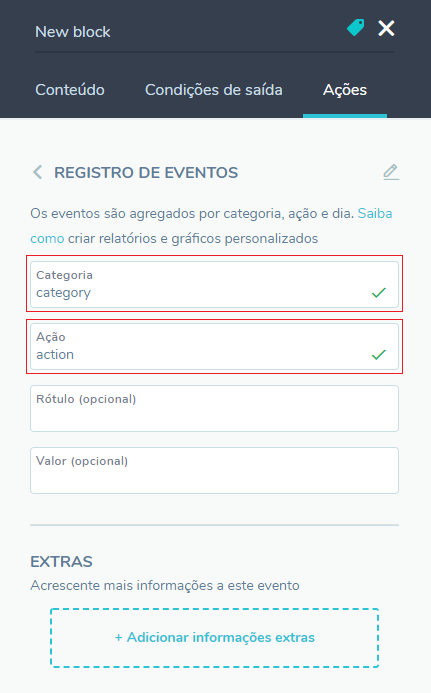 New block
Conteúdo Condições de saída Ações
REGISTRO DE EVENTOS
Os eventos são agregados por categoria, ação e dia. Saiba
como criar relatórios e gráficos personalizados
Categoria
category
Ação
action
Rótulo (opcional)
Valor (opcional)
EXTRAS
Acrescente mais informações a este evento
+ Adicionar informações extras